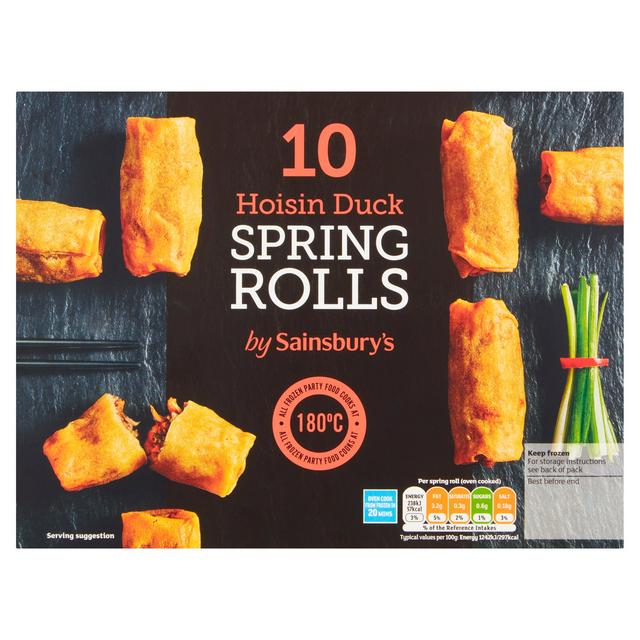 10
Hoisin Duck
SPRING
ROLLS
by Sainsbury's
ALL FROZEN PARTY FOOD COOKS AT
180ºC
ALL FROZEN PARTY FOOD COOKS AT
Keep frozen
For storage instructions
see back of pack
Best before end
Per spring roll (oven cooked)
OVEN COOK
FROM FROZEN IN
20 MINS
ENERGY FAT SATURATES SUGARS SALT
238kJ
57kcal 2.2g 0.3g 0.6g 0.18g
3% 5% 2% 1% 3%
% of the Reference Intakes
Typical values per 100g: Energy 1242kJ/297kcal
Serving suggestion